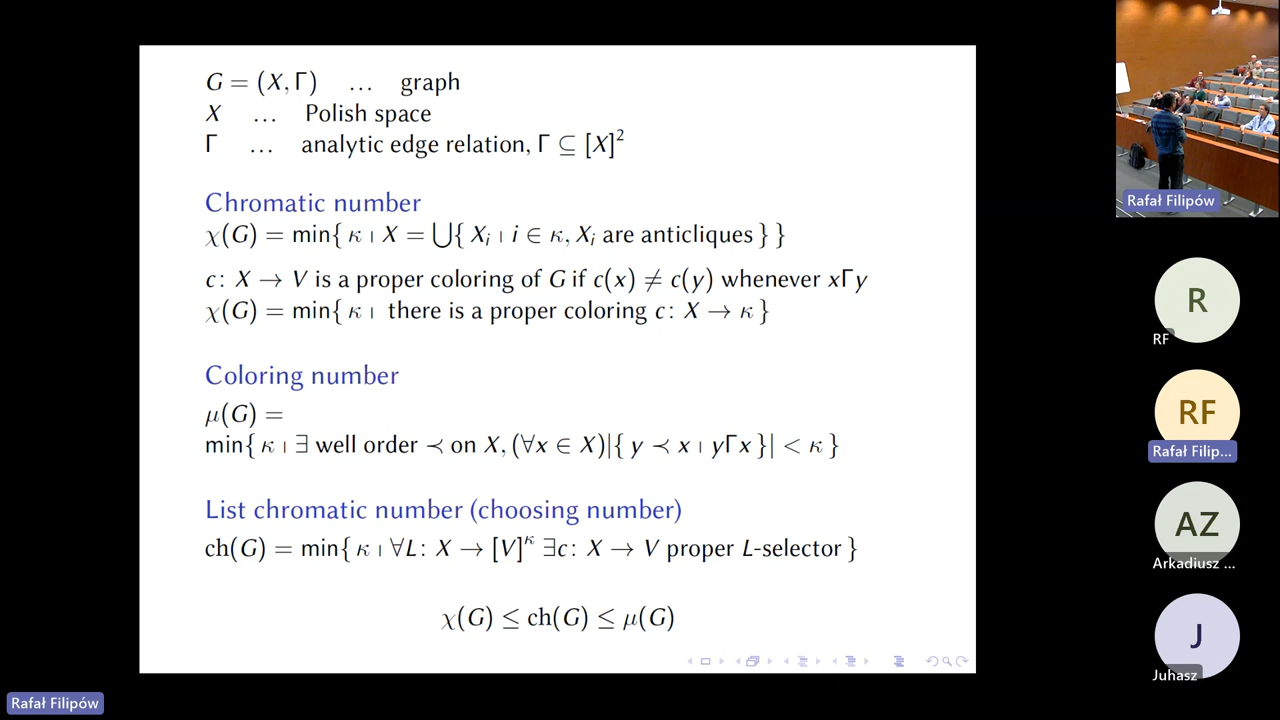 G = (X, Γ) … graph
X … Polish space
Γ … analytic edge relation, Γ ⊆ [X]²
Chromatic number
χ(G) = min{ κ ∣ X = ⋃{ Xᵢ ∣ i ∈ κ, Xᵢ are anticliques } }
c: X → V is a proper coloring of G if c(x) ≠ c(y) whenever xΓy
χ(G) = min{ κ ∣ there is a proper coloring c: X → κ }
Coloring number
μ(G) =
min{ κ ∣ ∃ well order ≺ on X, (∀x ∈ X)|{ y ≺ x ∣ yΓx }| < κ }
List chromatic number (choosing number)
ch(G) = min{ κ ∣ ∀L: X → [V]^κ ∃c: X → V proper L-selector }
χ(G) ≤ ch(G) ≤ μ(G)
Rafał Filipów
Rafał Filipów
R
RF
RF
Rafał Filip...
AZ
Arkadiusz ...
J
Juhasz